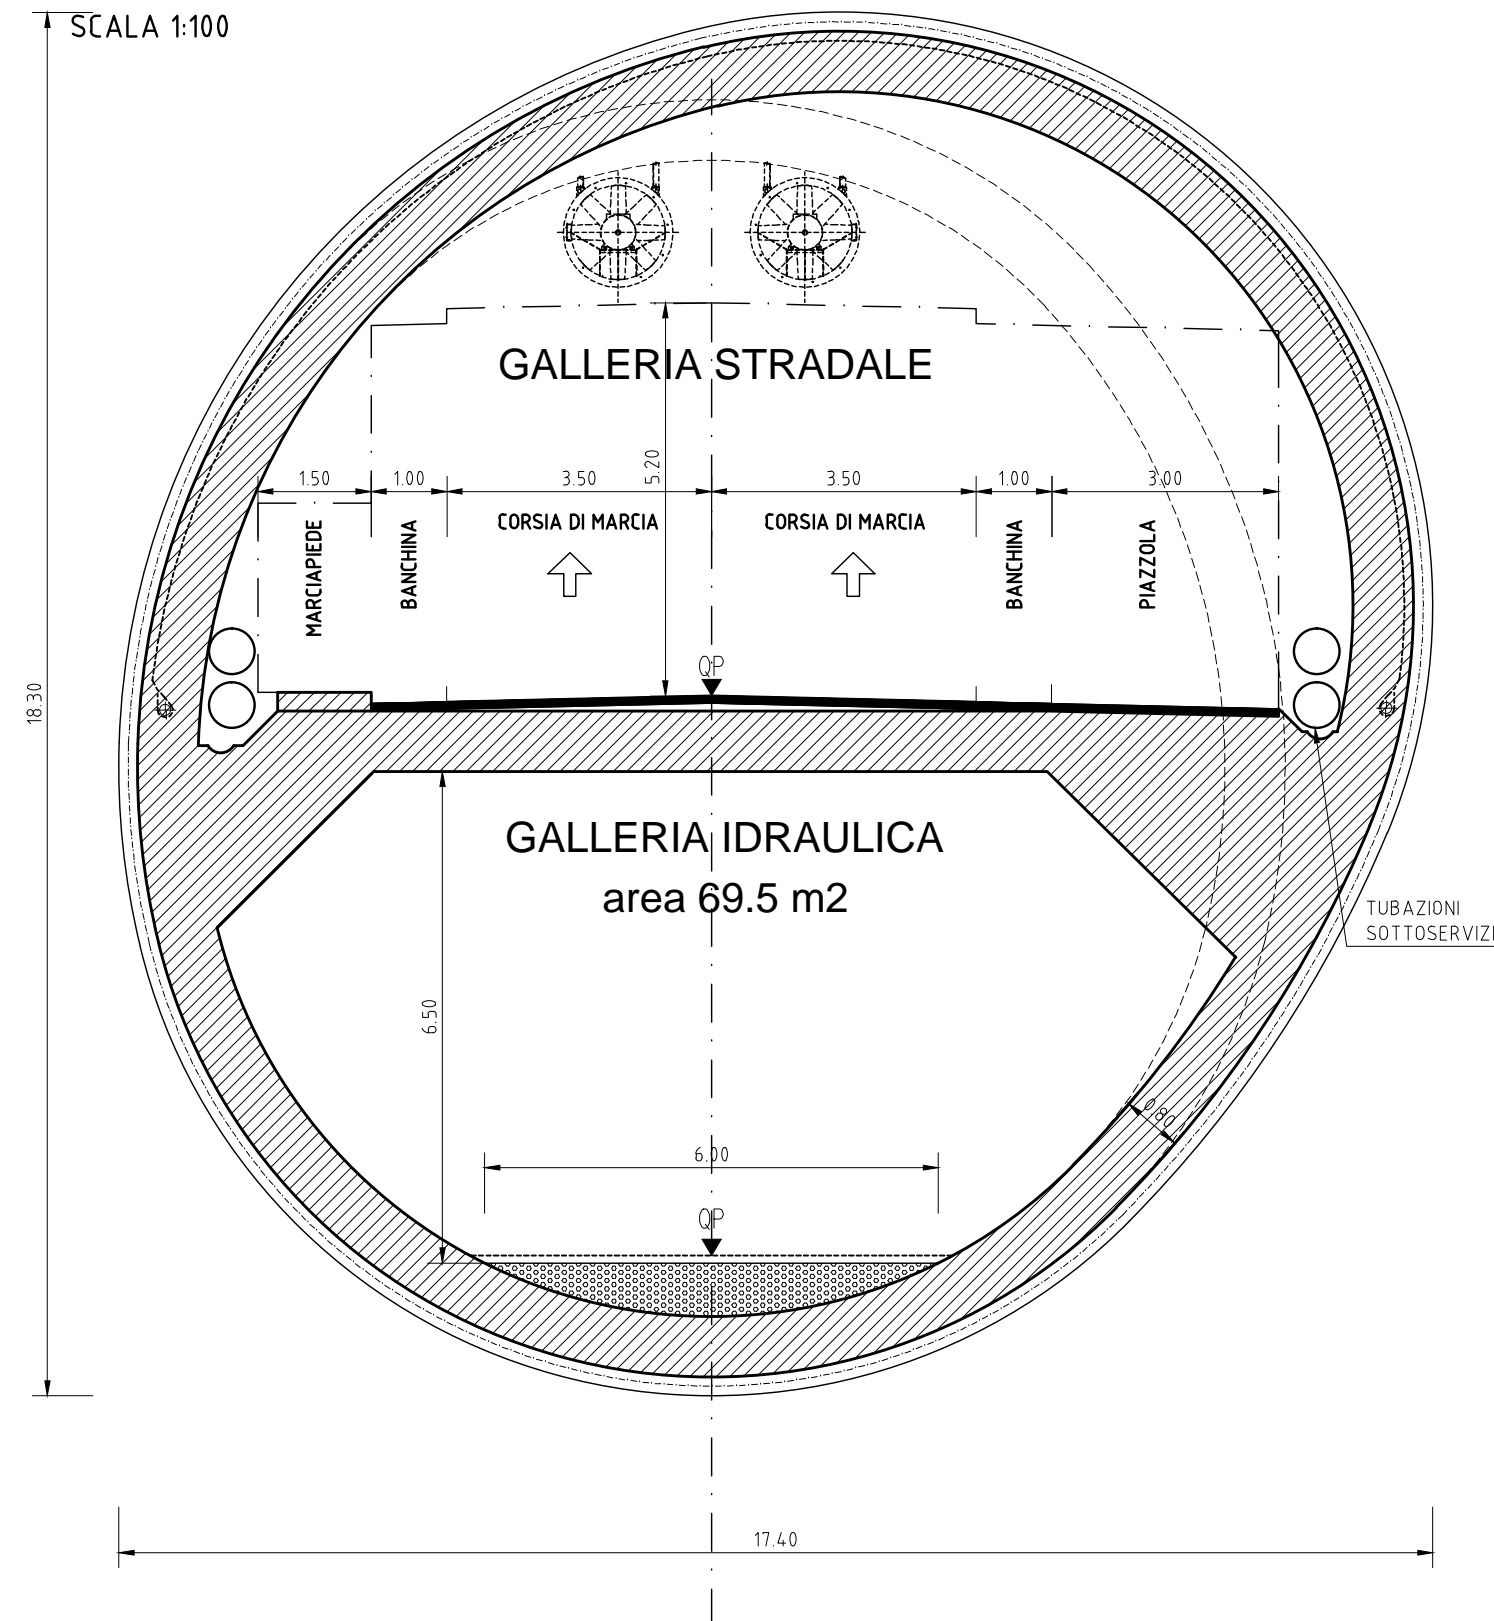 SCALA 1:100
GALLERIA STRADALE
5.20
1.50
1.00
3.50
3.50
1.00
3.00
MARCIAPIEDE
BANCHINA
CORSIA DI MARCIA
CORSIA DI MARCIA
BANCHINA
PIAZZOLA
QP
18.30
GALLERIA IDRAULICA
area 69.5 m2
TUBAZIONI
SOTTOSERVIZI
6.50
0.80
6.00
QP
17.40